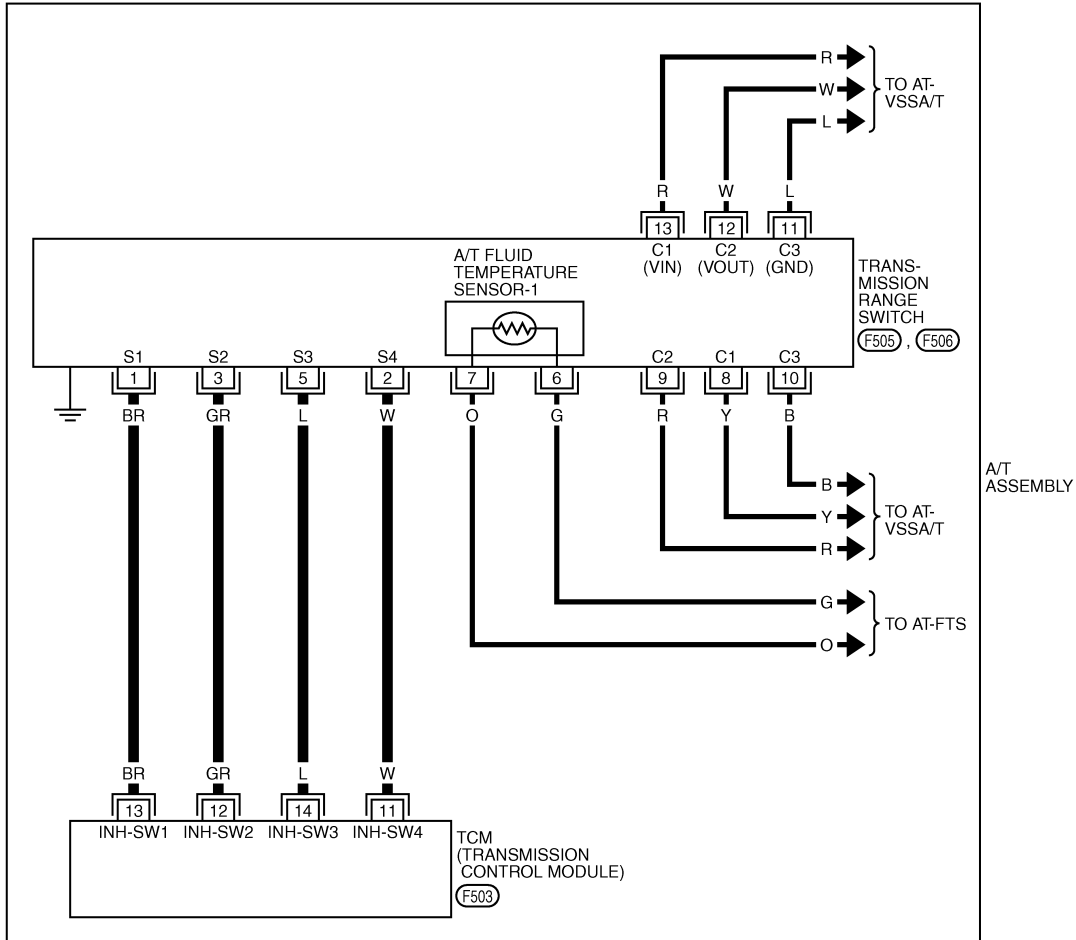 R
W
TO AT-
VSSA/T
L
R W L
13 12 11
C1 C2 C3
(VIN) (VOUT) (GND)
A/T FLUID
TEMPERATURE
SENSOR-1
TRANS-
MISSION
RANGE
SWITCH
F505 , F506
S1 S2 S3 S4 C2 C1 C3
1 3 5 2 7 6 9 8 10
BR GR L W O G R Y B
A/T
ASSEMBLY
B
Y
R
TO AT-
VSSA/T
G
O
TO AT-FTS
BR GR L W
13 12 14 11
INH-SW1 INH-SW2 INH-SW3 INH-SW4
TCM
(TRANSMISSION
CONTROL MODULE)
F503